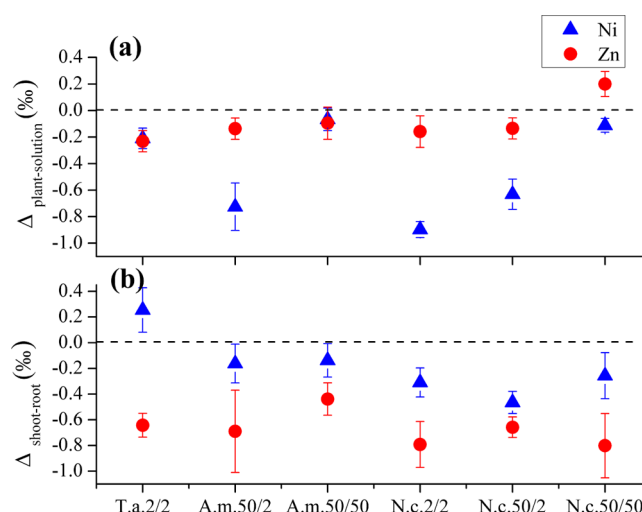 (a)
Ni
Zn
0.4
0.2
0.0
-0.2
-0.4
-0.6
-0.8
-1.0
Δ plant-solution (‰)
(b)
0.4
0.2
0.0
-0.2
-0.4
-0.6
-0.8
-1.0
Δ shoot-root (‰)
T.a.2/2 A.m.50/2 A.m.50/50 N.c.2/2 N.c.50/2 N.c.50/50